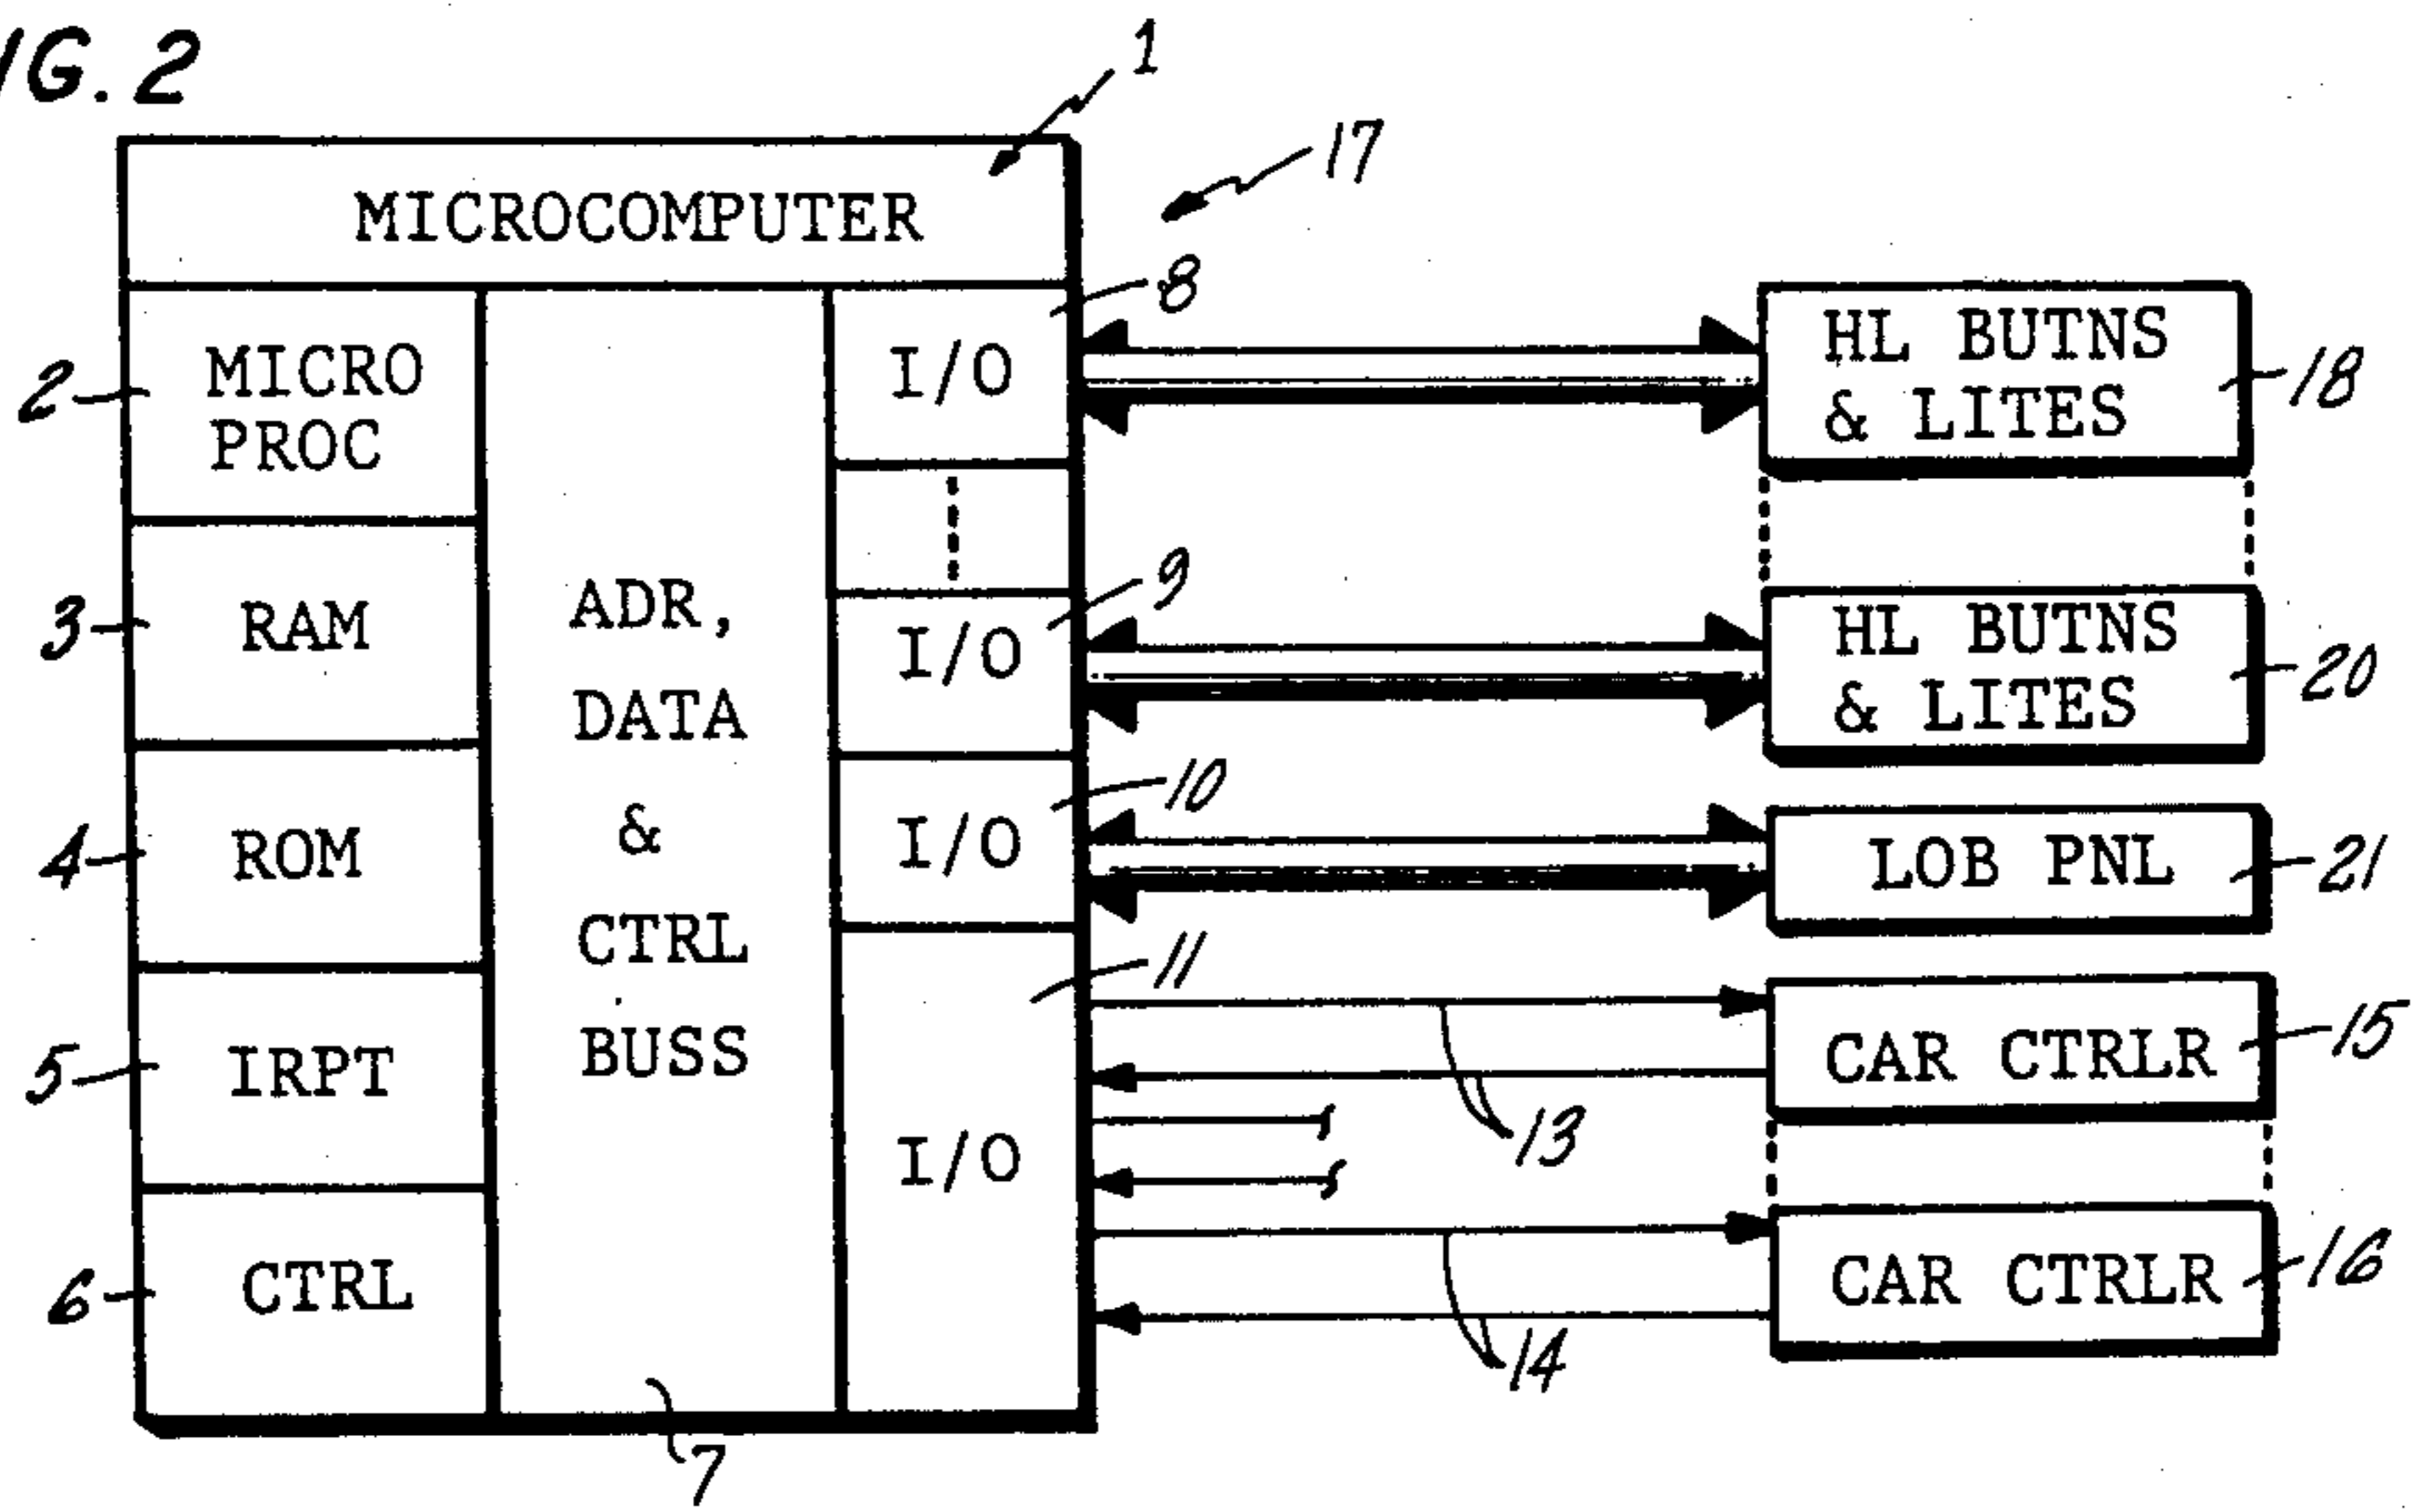 IG. 2
1
17
MICROCOMPUTER
8
2
MICRO
PROC
I/O
HL BUTNS
& LITES
18
3
RAM
ADR,
DATA
&
CTRL
BUSS
9
I/O
HL BUTNS
& LITES
20
4
ROM
10
I/O
LOB PNL
21
5
IRPT
11
I/O
13
CAR CTRLR
15
6
CTRL
14
CAR CTRLR
16
7